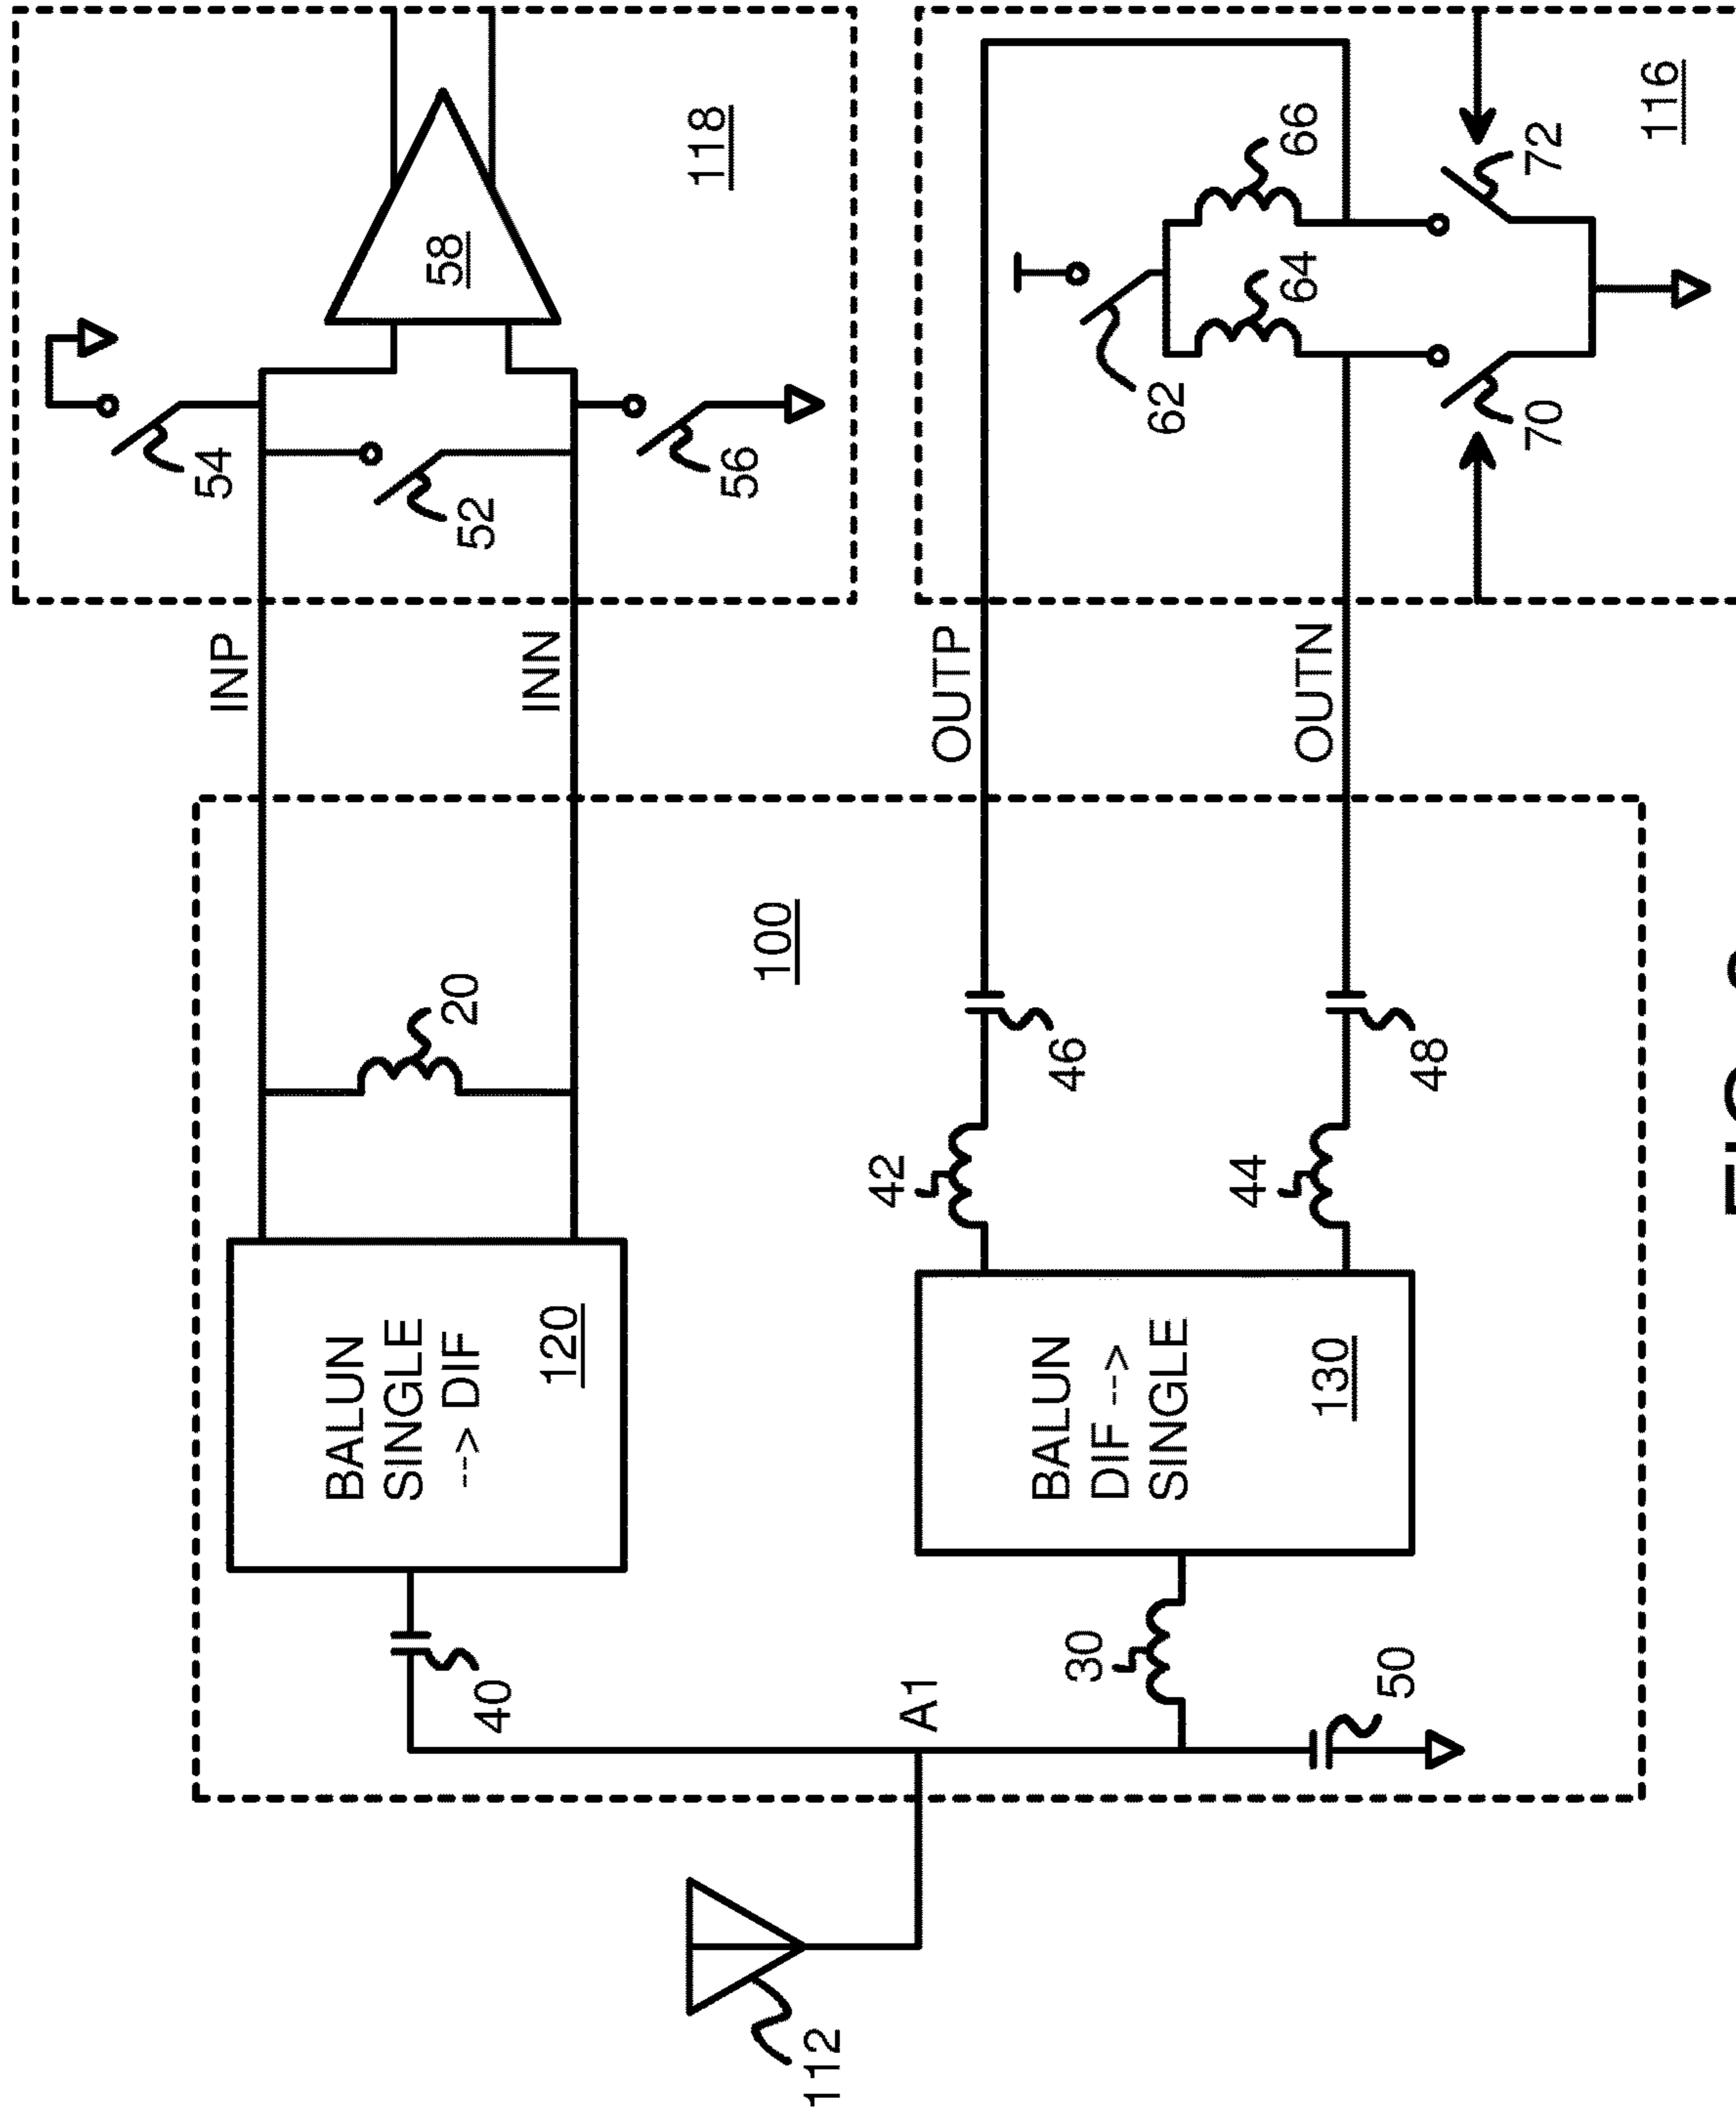 54
52
56
58
118
INP
INN
20
BALUN
SINGLE
--> DIF
120
40
100
112
A1
OUTP
OUTN
42
46
44
48
BALUN
DIF -->
SINGLE
130
30
50
62
64
66
70
72
116